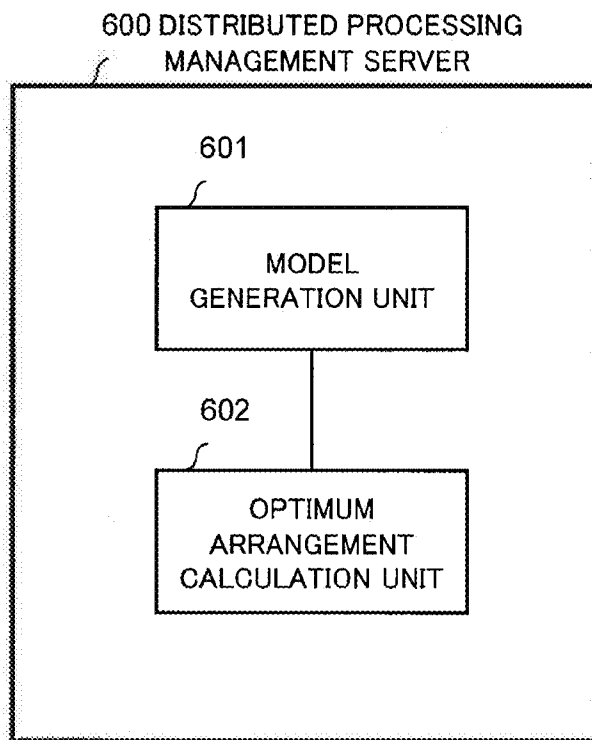 600 DISTRIBUTED PROCESSING
MANAGEMENT SERVER
601
MODEL
GENERATION UNIT
602
OPTIMUM
ARRANGEMENT
CALCULATION UNIT